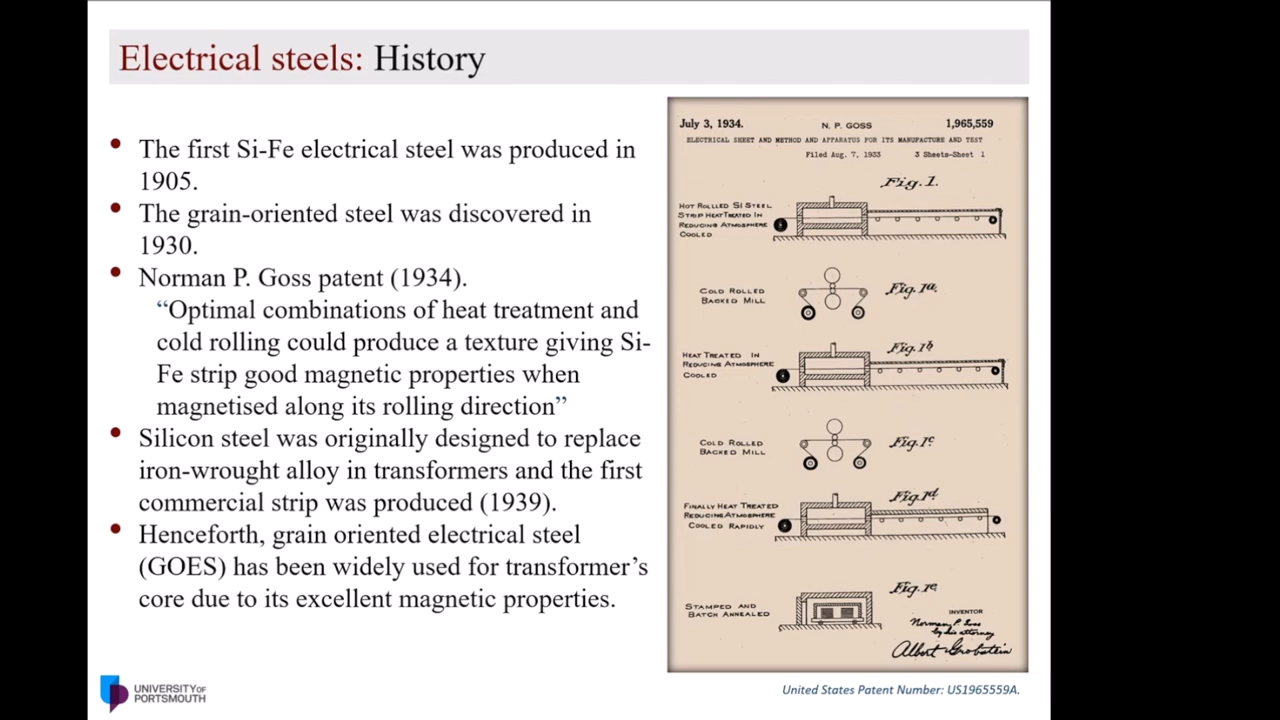 Electrical steels: History
• The first Si-Fe electrical steel was produced in
1905.
• The grain-oriented steel was discovered in
1930.
• Norman P. Goss patent (1934).
“Optimal combinations of heat treatment and
cold rolling could produce a texture giving Si-
Fe strip good magnetic properties when
magnetised along its rolling direction”
• Silicon steel was originally designed to replace
iron-wrought alloy in transformers and the first
commercial strip was produced (1939).
• Henceforth, grain oriented electrical steel
(GOES) has been widely used for transformer’s
core due to its excellent magnetic properties.
July 3, 1934. N. P. GOSS 1,965,559
ELECTRICAL SHEET AND METHOD AND APPARATUS FOR ITS MANUFACTURE AND TEST
Filed Aug. 7, 1933 3 Sheets-Sheet 1
Fig.1.
HOT ROLLED SI STEEL
STRIP HEAT TREATED IN
REDUCING ATMOSPHERE
COOLED
Fig.1a.
COLD ROLLED
BACKED MILL
Fig.1b
HEAT TREATED IN
REDUCING ATMOSPHERE
COOLED
Fig.1c
COLD ROLLED
BACKED MILL
Fig.1d
FINALLY HEAT TREATED
REDUCING ATMOSPHERE
COOLED RAPIDLY
Fig.1e
STAMPED AND
BATCH ANNEALED
INVENTOR
Norman P. Goss
by his attorney
Albert Grobstein
UNIVERSITY OF
PORTSMOUTH
United States Patent Number: US1965559A.